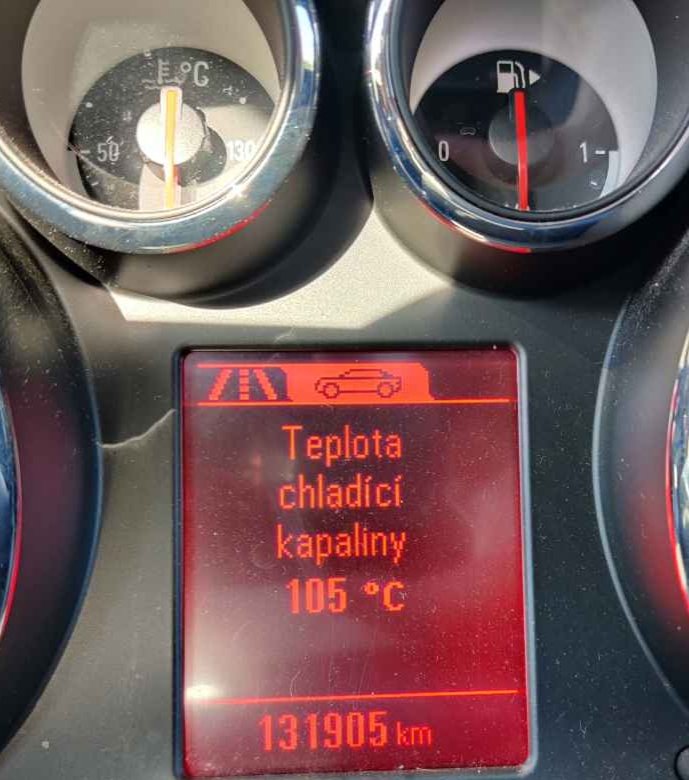 °C
50
130
0
1
Teplota
chladící
kapaliny
105 °C
131905 km